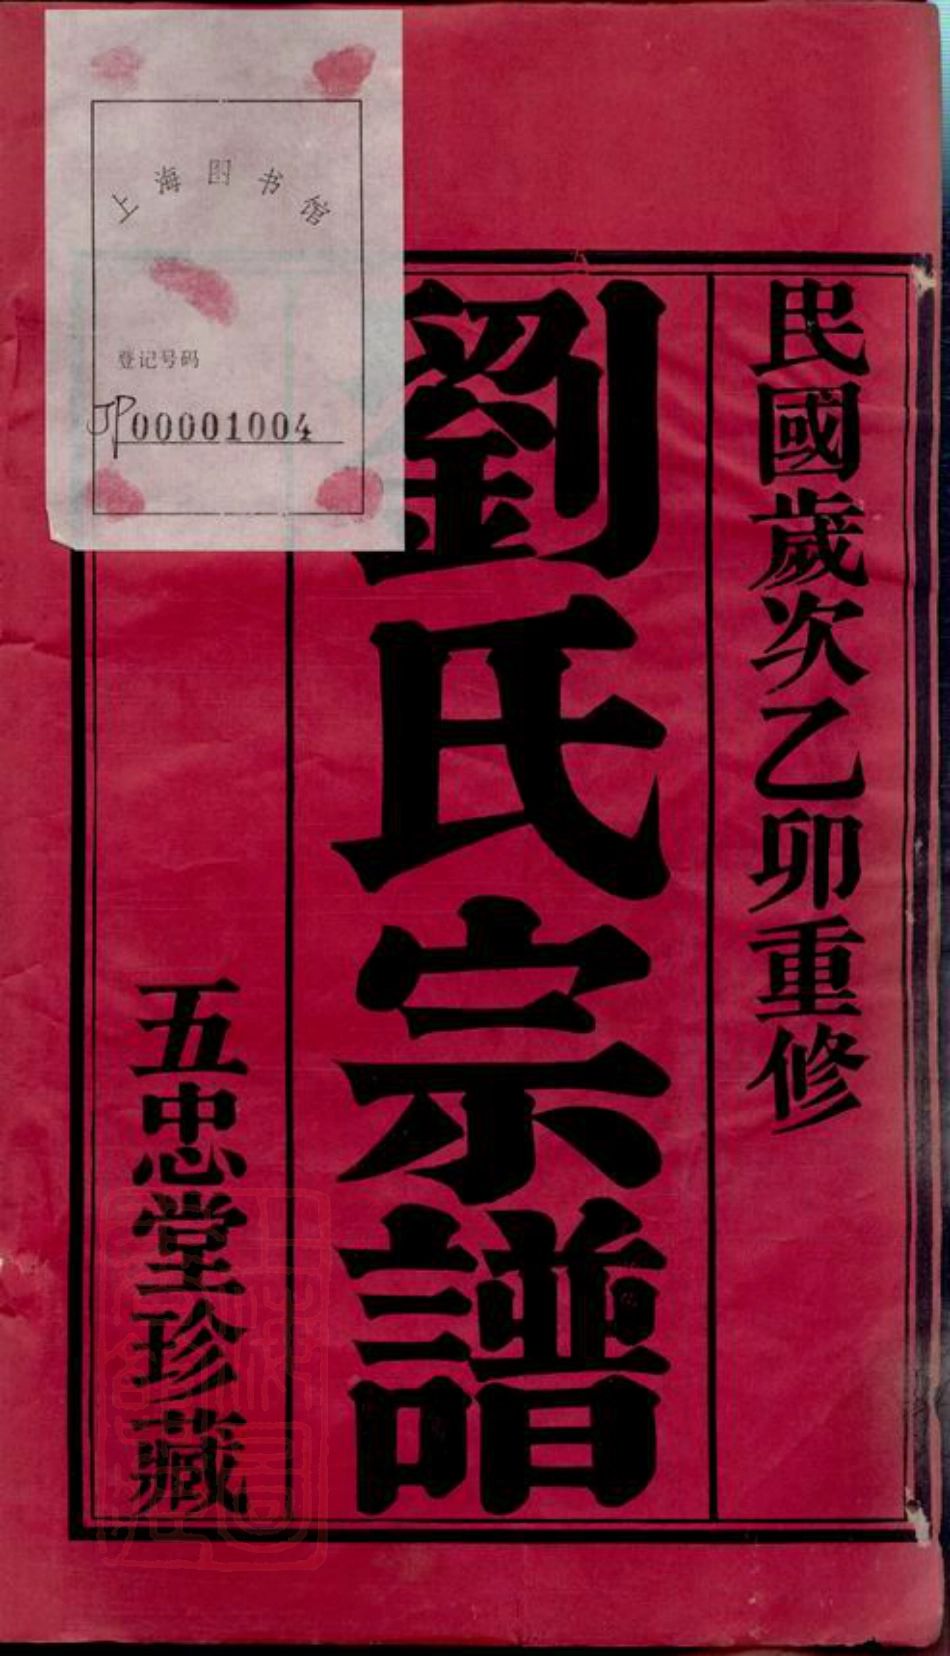 民國歲次乙卯重修
劉氏宗譜
五忠堂珍藏
上海图书馆
登记号码
JP00001004